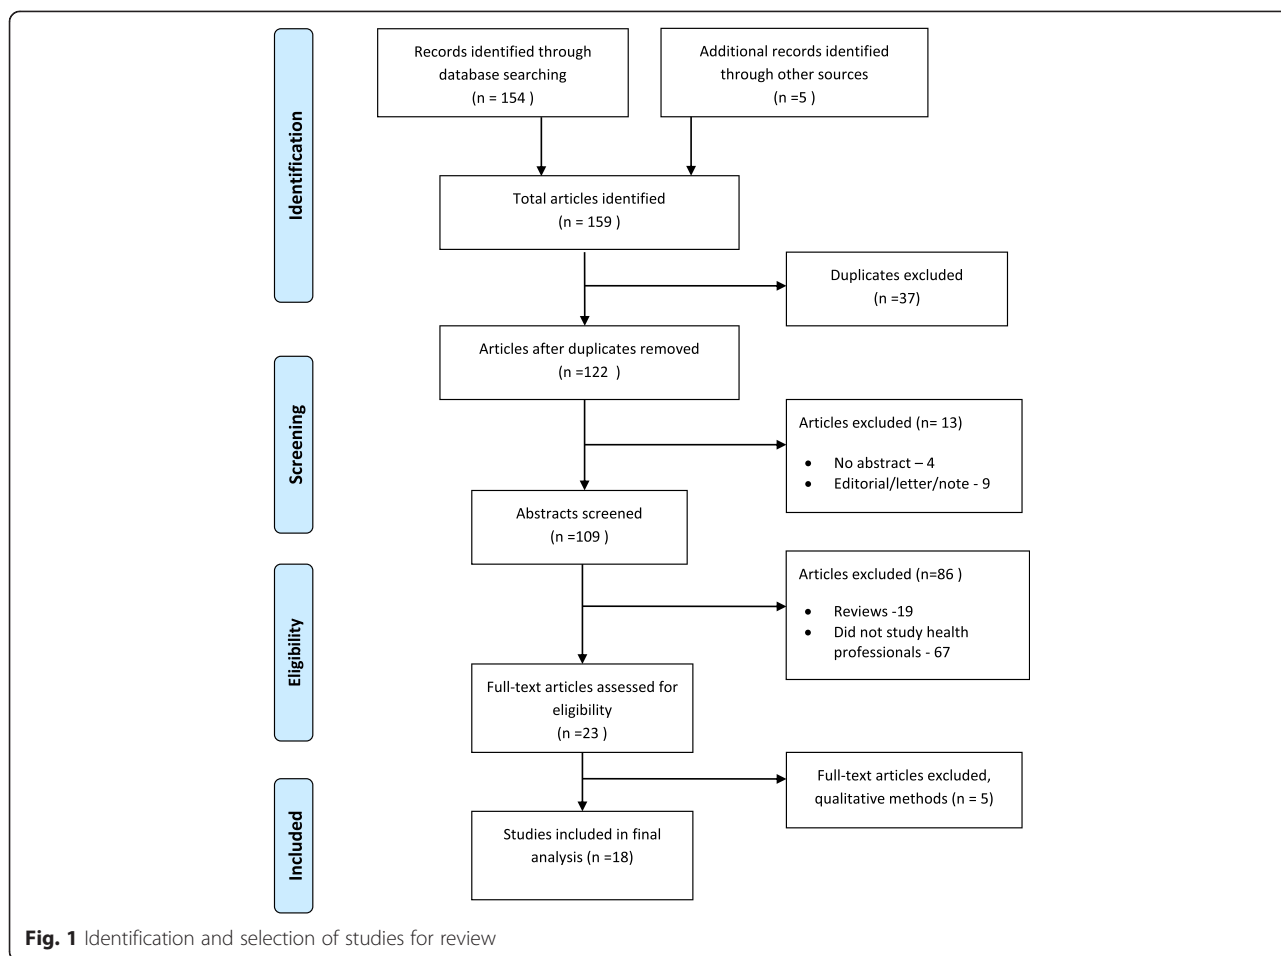 Identification
Records identified through
database searching
(n = 154 )
Additional records identified
through other sources
(n =5 )
Total articles identified
(n = 159 )
Duplicates excluded
(n =37)
Screening
Articles after duplicates removed
(n =122 )
Articles excluded (n= 13)
• No abstract – 4
• Editorial/letter/note - 9
Abstracts screened
(n =109 )
Eligibility
Articles excluded (n=86 )
• Reviews -19
• Did not study health
professionals - 67
Full-text articles assessed for
eligibility
(n =23 )
Included
Full-text articles excluded,
qualitative methods (n = 5)
Studies included in final
analysis (n =18)
Fig. 1 Identification and selection of studies for review